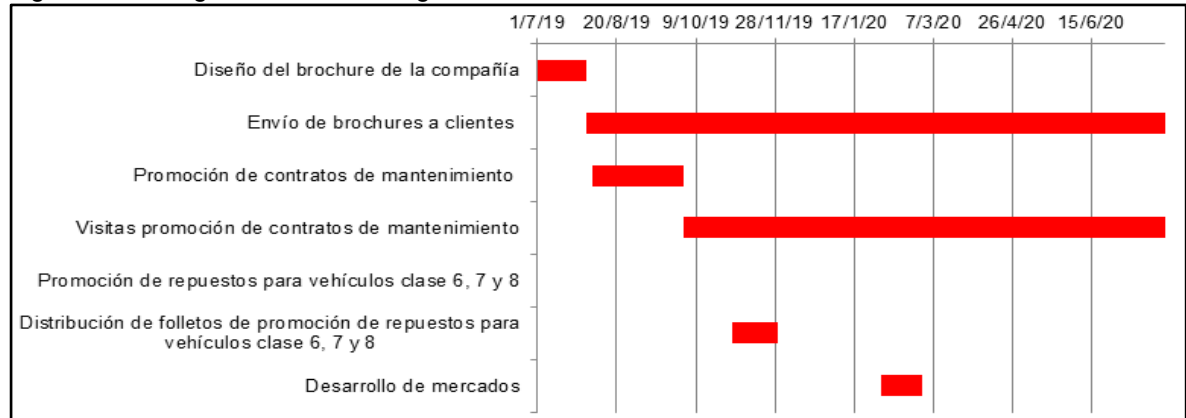 1/7/19 20/8/19 9/10/19 28/11/19 17/1/20 7/3/20 26/4/20 15/6/20
Diseño del brochure de la compañía
Envío de brochures a clientes
Promoción de contratos de mantenimiento
Visitas promoción de contratos de mantenimiento
Promoción de repuestos para vehículos clase 6, 7 y 8
Distribución de folletos de promoción de repuestos para
vehículos clase 6, 7 y 8
Desarrollo de mercados